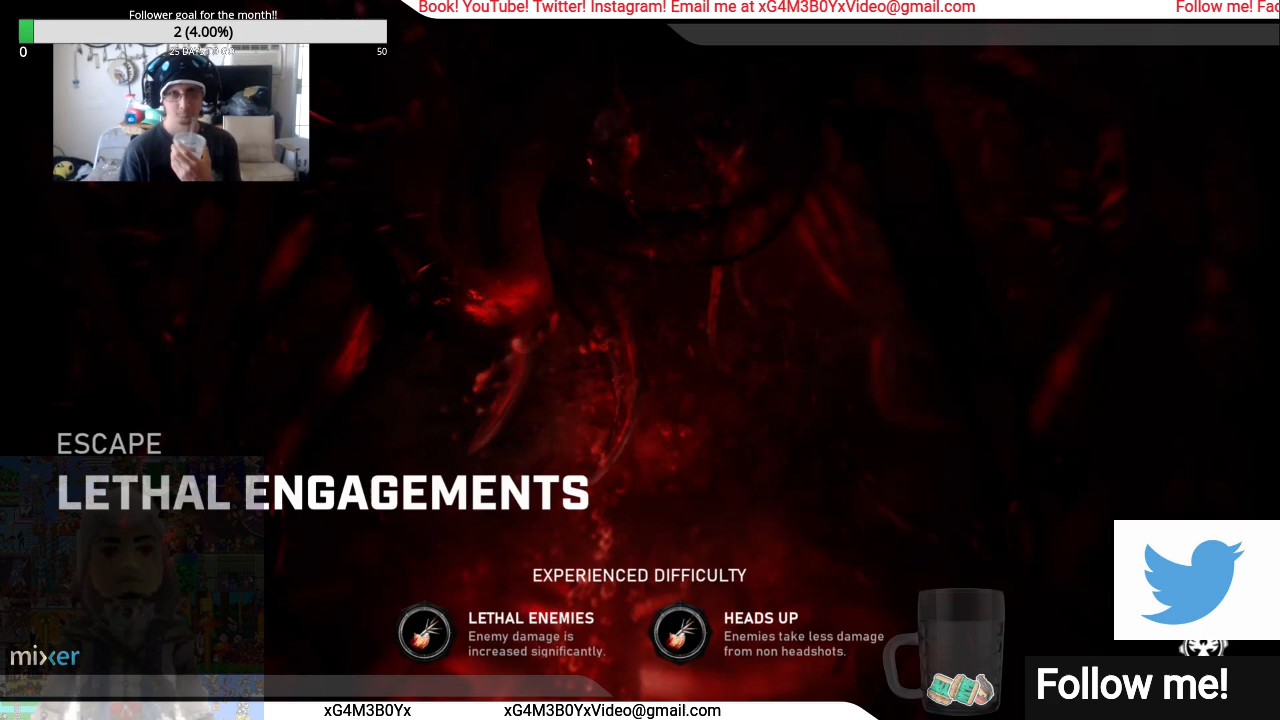 Book! YouTube! Twitter! Instagram! Email me at xG4M3B0YxVideo@gmail.com
Follow me! Fac
Follower goal for the month!!
2 (4.00%)
0
50
ESCAPE
LETHAL ENGAGEMENTS
EXPERIENCED DIFFICULTY
LETHAL ENEMIES
Enemy damage is
increased significantly.
HEADS UP
Enemies take less damage
from non headshots.
mixer
Follow me!
xG4M3B0Yx
xG4M3B0YxVideo@gmail.com